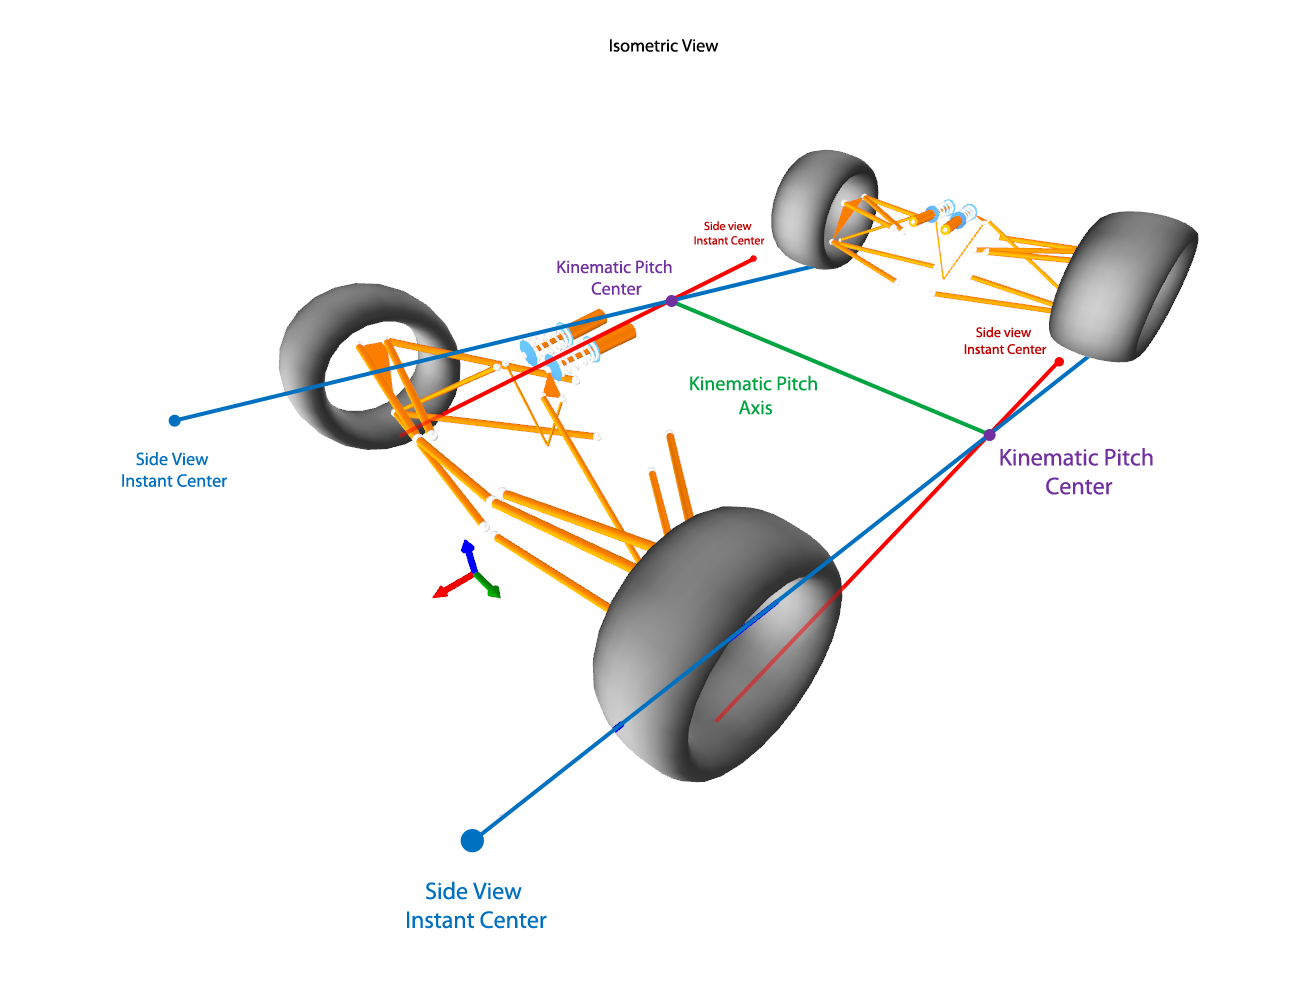 Isometric View
Side view
Instant Center
Kinematic Pitch
Center
Side view
Instant Center
Kinematic Pitch
Axis
Side View
Instant Center
Kinematic Pitch
Center
Side View
Instant Center